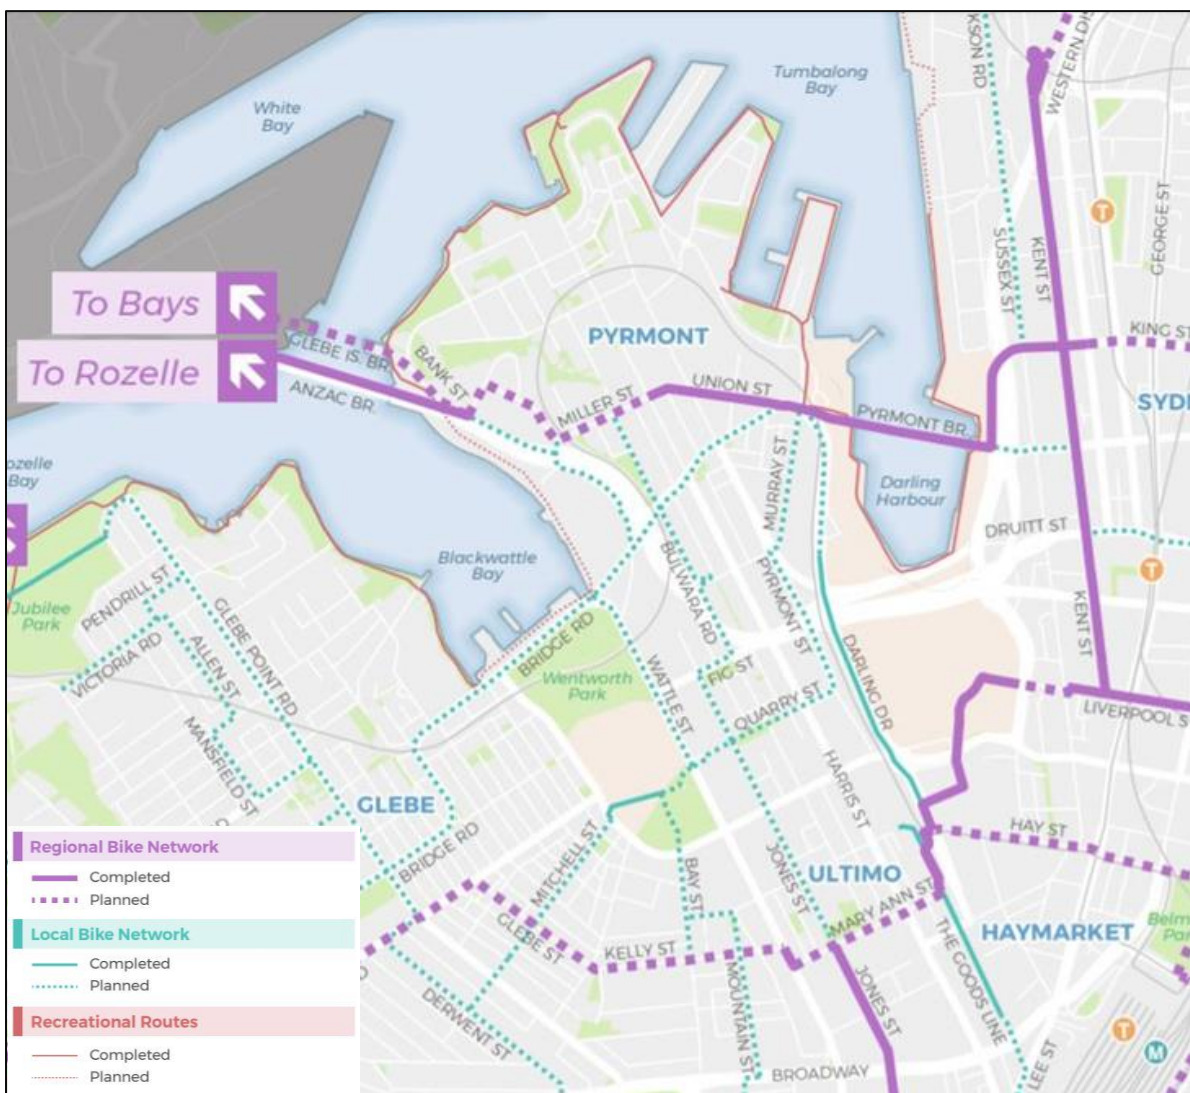 KSON RD
WESTERN DIS
White
Bay
Tumbalong
Bay
T
GEORGE ST
SUSSEX ST
KENT ST
To Bays
To Rozelle
GLEBE IS. BR.
ANZAC BR.
BANK ST
PYRMONT
KING ST
MILLER ST
UNION ST
PYRMONT BR.
SYD
ozelle
Bay
MURRAY ST
Darling
Harbour
DRUITT ST
Blackwattle
Bay
T
BULWARA RD
PYRMONT ST
KENT ST
Jubilee
Park
PENDRILL ST
VICTORIA RD
ALLEN ST
GLEBE POINT RD
BRIDGE RD
Wentworth
Park
WATTLE ST
FIG ST
QUARRY ST
DARLING DR
LIVERPOOL S
MANSFIELD ST
HARRIS ST
GLEBE
BRIDGE RD
MITCHELL ST
HAY ST
BAY ST
JONES ST
ULTIMO
MARY ANN ST
HAYMARKET
Belm
Par
GLEBE ST
KELLY ST
THE GOODS LINE
DERWENT ST
MOUNTAIN ST
JONES ST
BROADWAY
LEE ST
T
M
Regional Bike Network
Completed
Planned
Local Bike Network
Completed
Planned
Recreational Routes
Completed
Planned